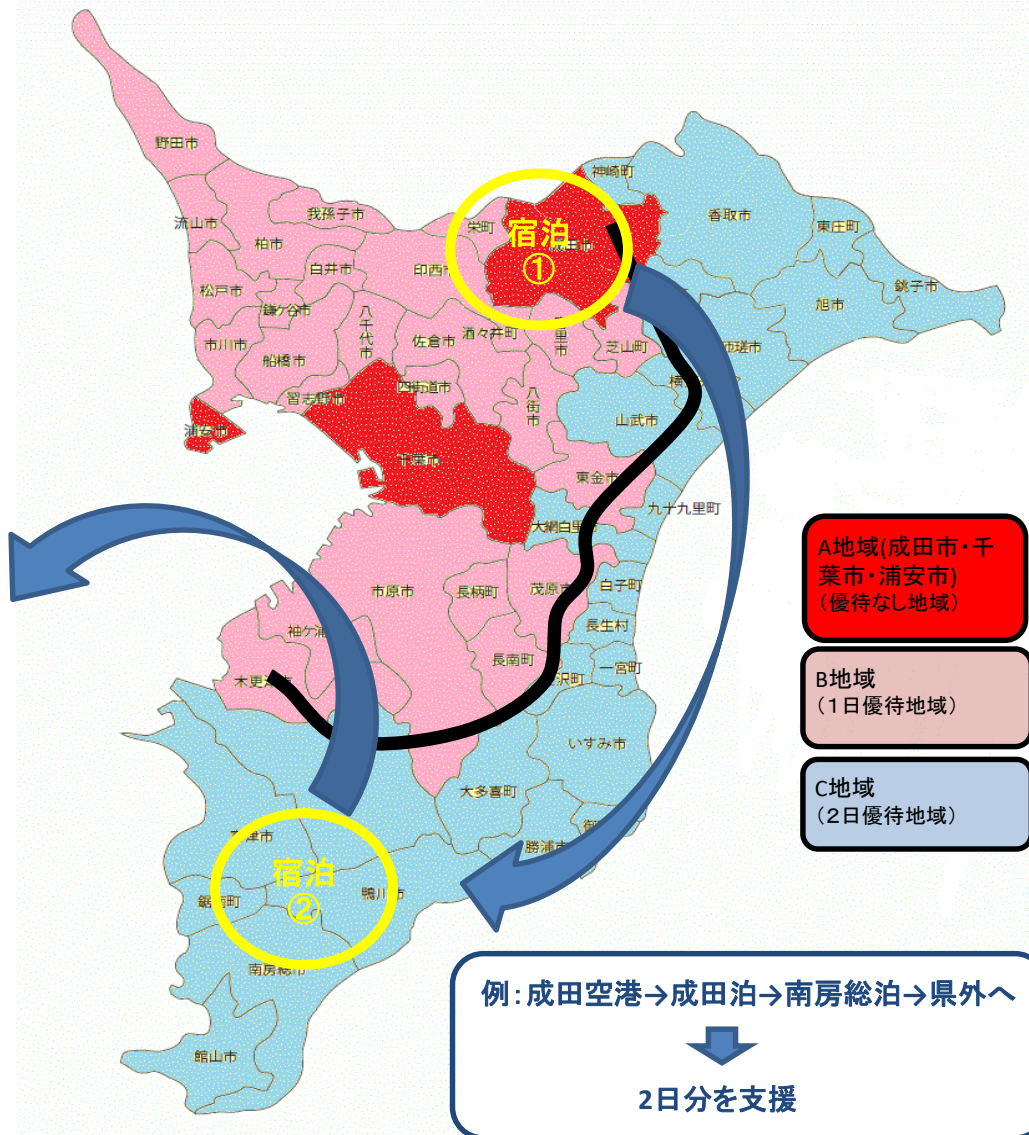 野田市
流山市
柏市
我孫子市
松戸市
白井市
鎌ケ谷市
市川市
船橋市
八千代市
習志野市
浦安市
印西市
栄町
神崎町
香取市
東庄町
銚子市
旭市
匝瑳市
宿泊
①
佐倉市
酒々井町
芝山町
四街道市
八街市
山武市
千葉市
東金市
九十九里町
大網白里市
市原市
長柄町
茂原市
白子町
長生村
一宮町
長南町
木更津市
いすみ市
大多喜町
勝浦市
宿泊
②
鴨川市
南房総市
館山市
A地域(成田市・千
葉市・浦安市)
(優待なし地域)
B地域
(1日優待地域)
C地域
(2日優待地域)
例:成田空港→成田泊→南房総泊→県外へ
2日分を支援